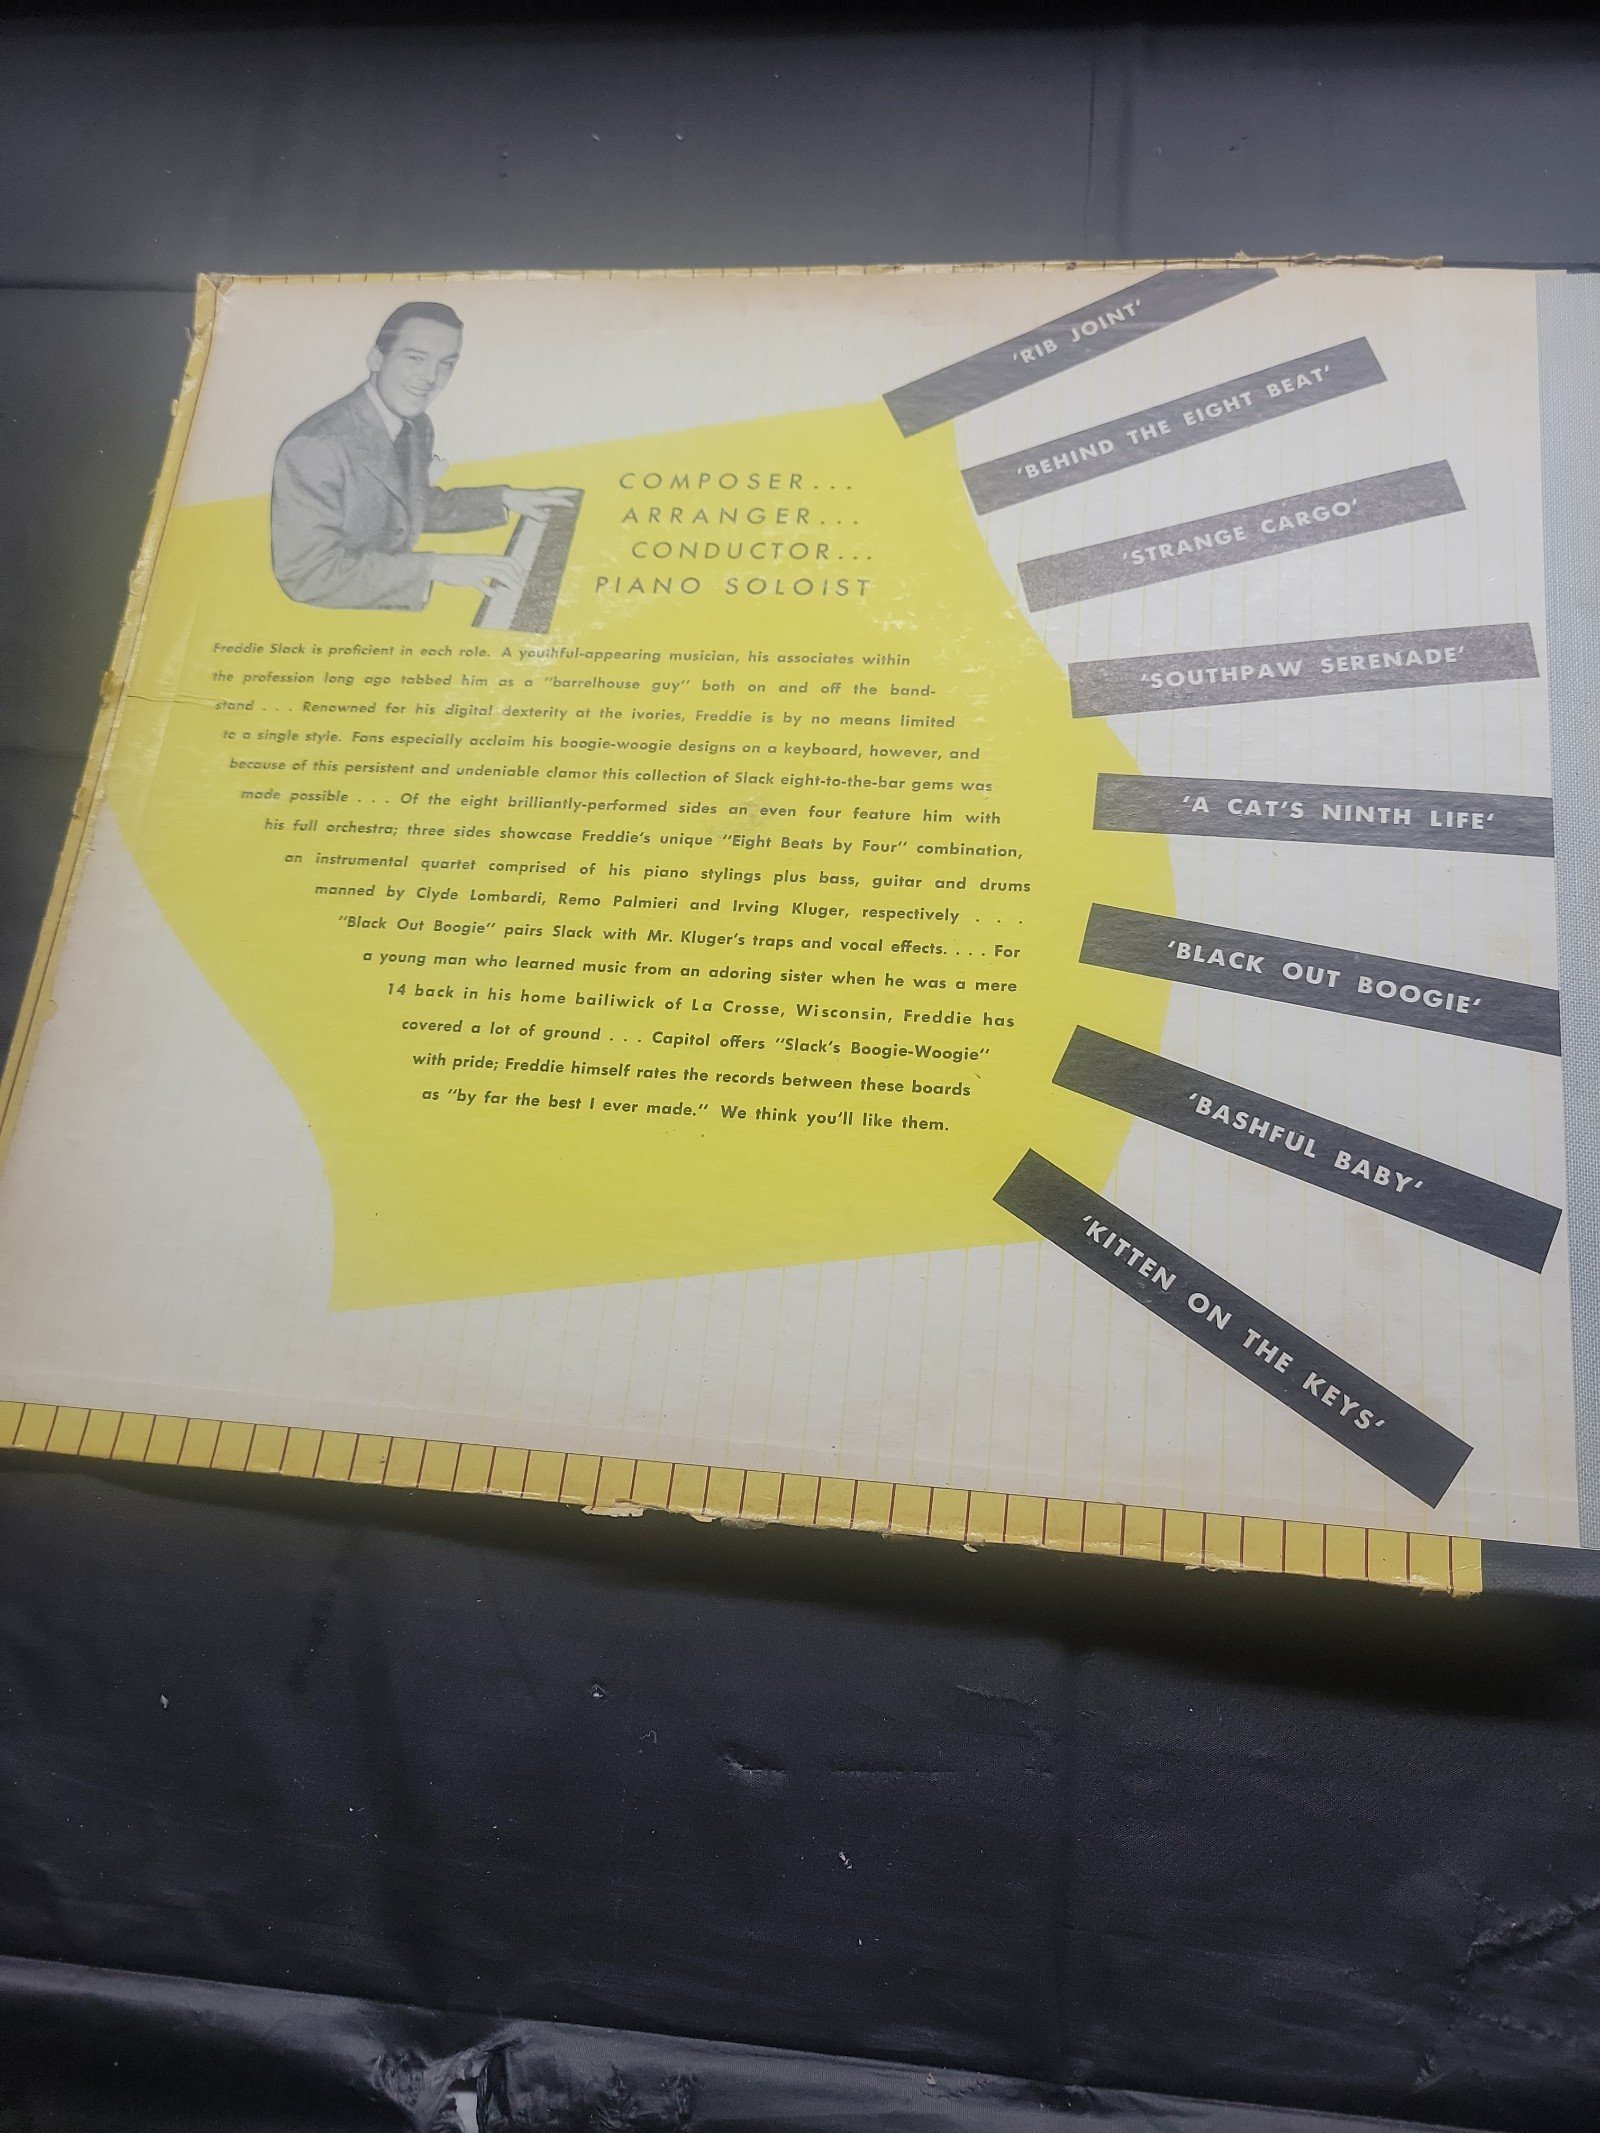 COMPOSER...
ARRANGER...
CONDUCTOR...
PIANO SOLOIST
Freddie Slack is proficient in each role. A youthful-appearing musician, his associates within
the profession long ago tabbed him as a "barrelhouse guy" both on and off the band-
stand . . . Renowned for his digital dexterity at the ivories, Freddie is by no means limited
to a single style. Fans especially acclaim his boogie-woogie designs on a keyboard, however, and
because of this persistent and undeniable clamor this collection of Slack eight-to-the-bar gems was
made possible . . . Of the eight brilliantly-performed sides an even four feature him with
his full orchestra; three sides showcase Freddie's unique "Eight Beats by Four" combination,
an instrumental quartet comprised of his piano stylings plus bass, guitar and drums
manned by Clyde Lombardi, Remo Palmieri and Irving Kluger, respectively . . .
"Black Out Boogie" pairs Slack with Mr. Kluger's traps and vocal effects. . . . For
a young man who learned music from an adoring sister when he was a mere
14 back in his home bailiwick of La Crosse, Wisconsin, Freddie has
covered a lot of ground . . . Capitol offers "Slack's Boogie-Woogie"
with pride; Freddie himself rates the records between these boards
as "by far the best I ever made." We think you'll like them.
'RIB JOINT'
'BEHIND THE EIGHT BEAT'
'STRANGE CARGO'
'SOUTHPAW SERENADE'
'A CAT'S NINTH LIFE'
'BLACK OUT BOOGIE'
'BASHFUL BABY'
'KITTEN ON THE KEYS'